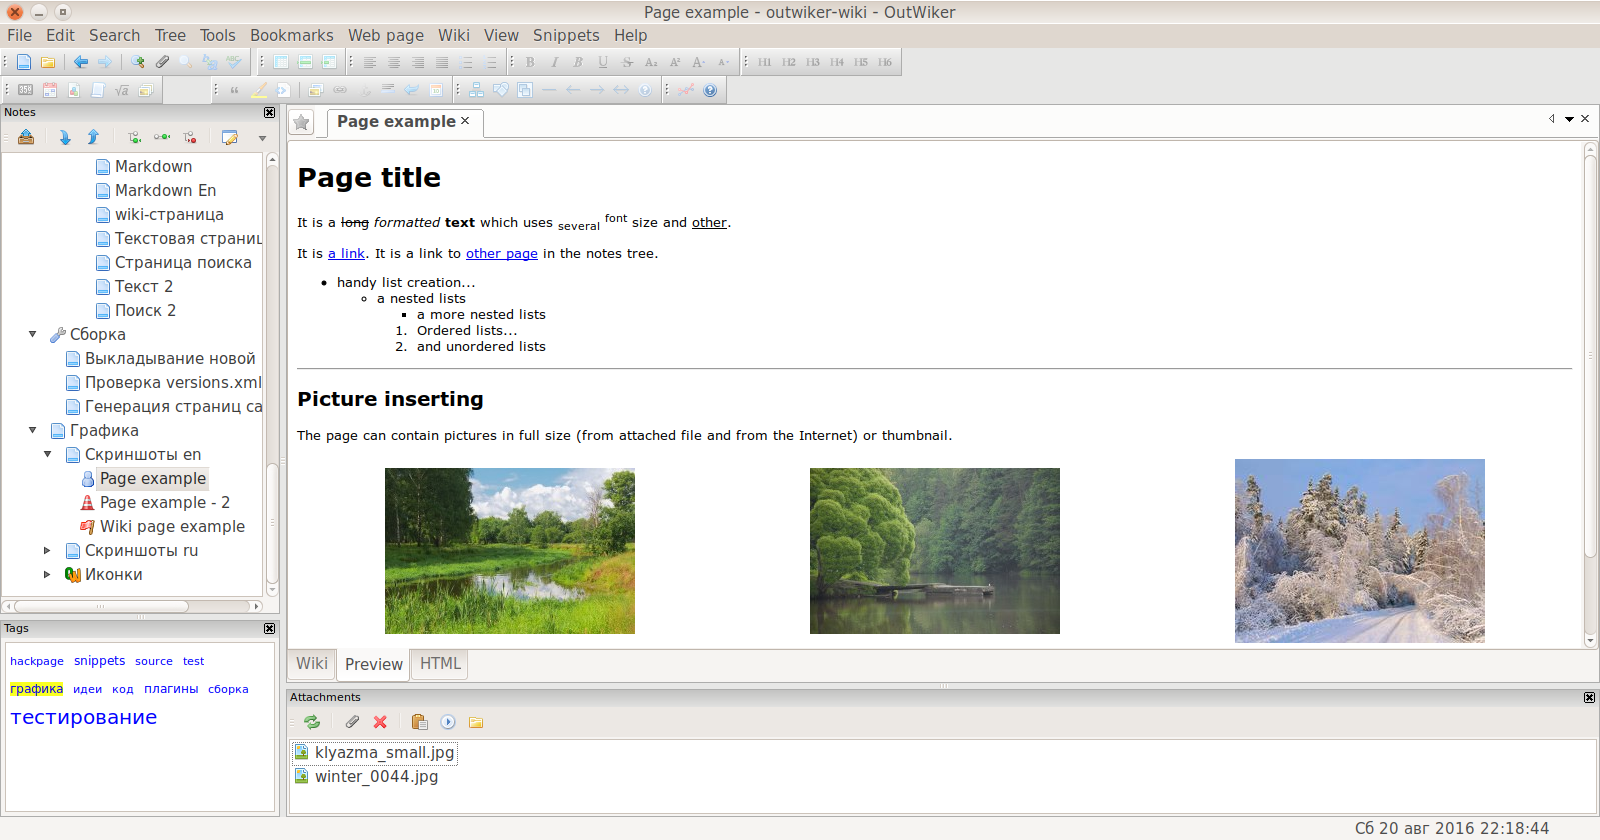 Page example - outwiker-wiki - OutWiker
File Edit Search Tree Tools Bookmarks Web page Wiki View Snippets Help
B I B U S A₂ A² A A
H1 H2 H3 H4 H5 H6
Notes
Markdown
Markdown En
wiki-страница
Текстовая страниц
Страница поиска
Текст 2
Поиск 2
Сборка
Выкладывание новой
Проверка versions.xml
Генерация страниц са
Графика
Скриншоты en
Page example
Page example - 2
Wiki page example
Скриншоты ru
Иконки
Tags
hackpage snippets source test
графика идеи код плагины сборка
тестирование
Page example
Page title
It is a long formatted text which uses several font size and other.
It is a link. It is a link to other page in the notes tree.
handy list creation...
a nested lists
a more nested lists
1. Ordered lists...
2. and unordered lists
Picture inserting
The page can contain pictures in full size (from attached file and from the Internet) or thumbnail.
Wiki Preview HTML
Attachments
klyazma_small.jpg
winter_0044.jpg
Сб 20 авг 2016 22:18:44